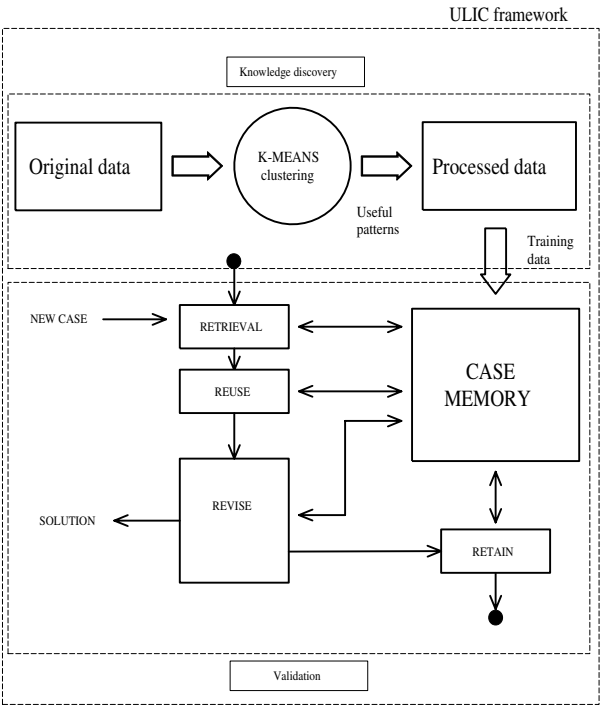 ULIC framework
Knowledge discovery
Original data
K-MEANS
clustering
Processed data
Useful
patterns
Training
data
NEW CASE
RETRIEVAL
REUSE
CASE
MEMORY
REVISE
SOLUTION
RETAIN
Validation